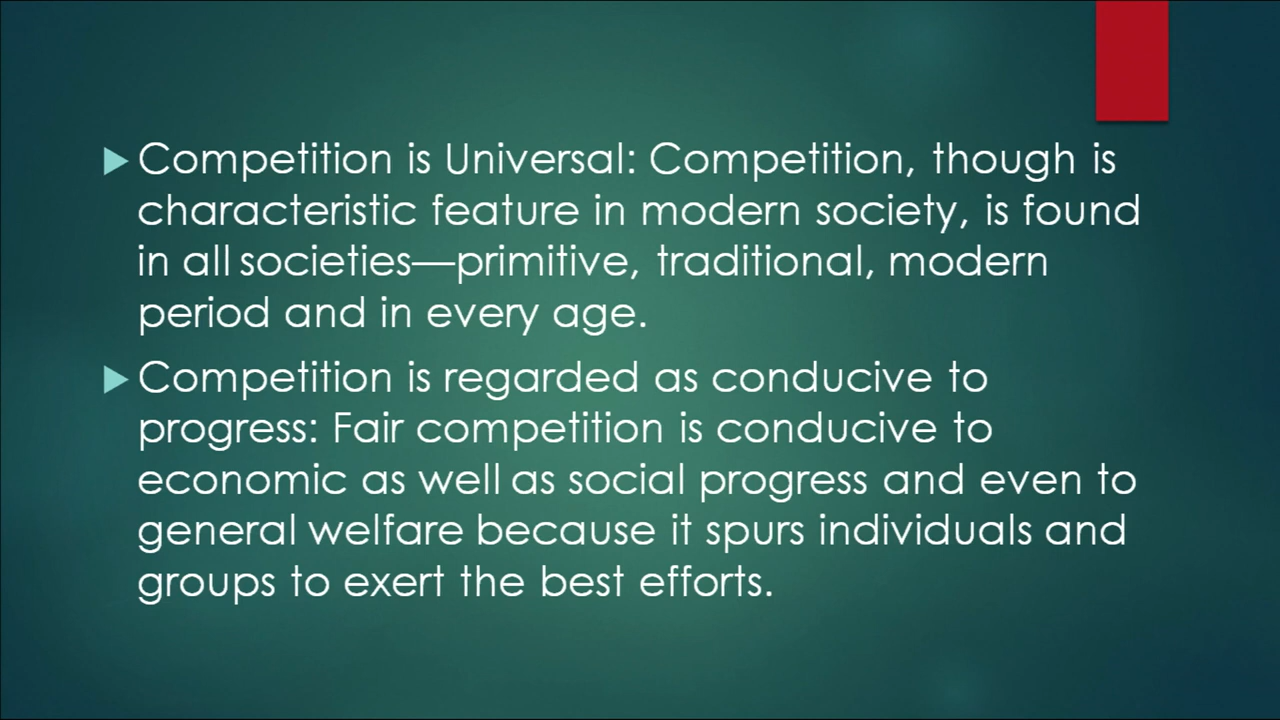 Competition is Universal: Competition, though is
characteristic feature in modern society, is found
in all societies—primitive, traditional, modern
period and in every age.
Competition is regarded as conducive to
progress: Fair competition is conducive to
economic as well as social progress and even to
general welfare because it spurs individuals and
groups to exert the best efforts.